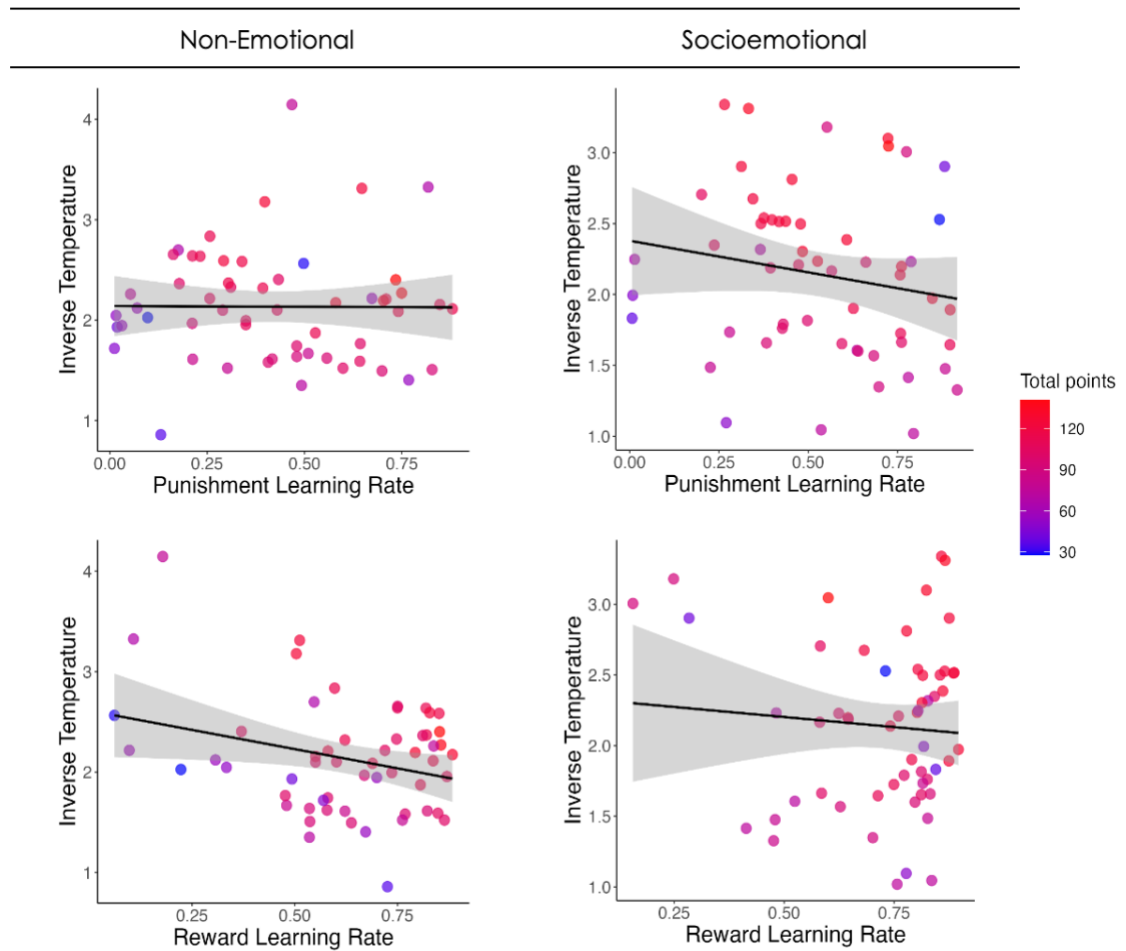 Non-Emotional Socioemotional
Inverse Temperature
4
3
2
1
0.00 0.25 0.50 0.75
Punishment Learning Rate
Inverse Temperature
3.0
2.5
2.0
1.5
1.0
0.00 0.25 0.50 0.75
Punishment Learning Rate
Total points
120
90
60
30
Inverse Temperature
4
3
2
1
0.25 0.50 0.75
Reward Learning Rate
Inverse Temperature
3.0
2.5
2.0
1.5
1.0
0.25 0.50 0.75
Reward Learning Rate